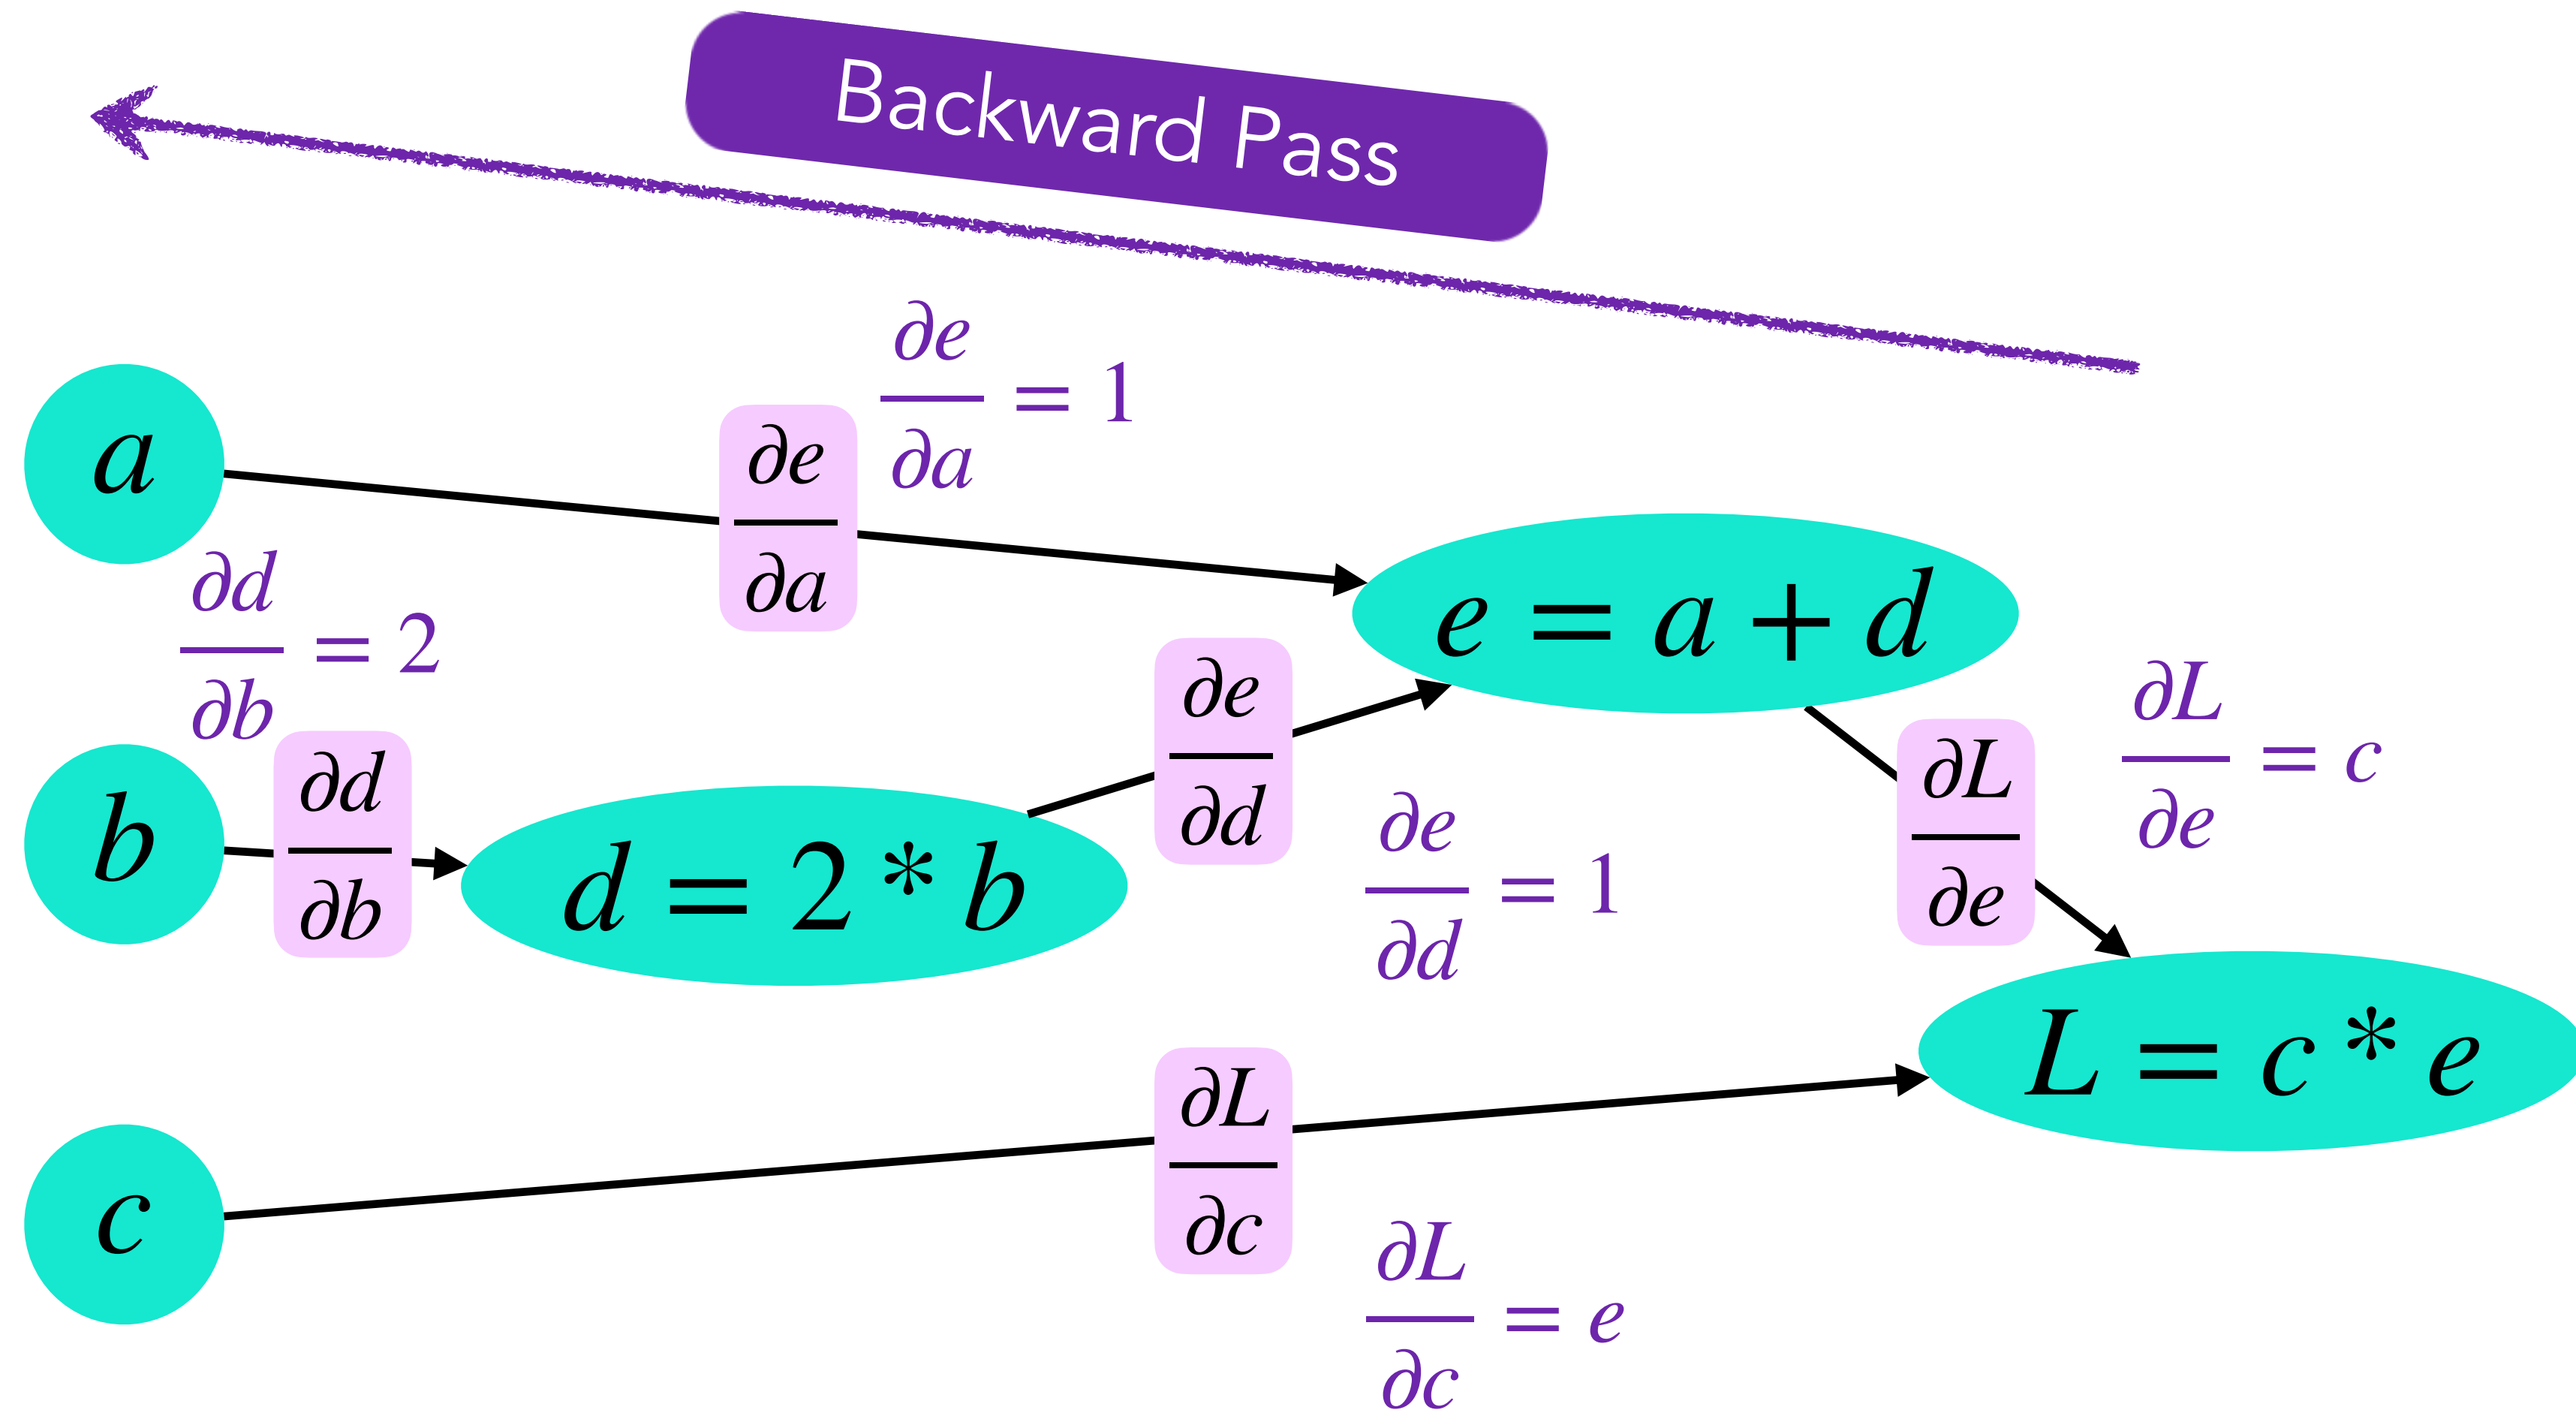 Backward Pass
∂e/∂a = 1
a
∂e/∂a
∂d/∂b = 2
e = a + d
∂e/∂d
∂L/∂e
∂L/∂e = c
b
∂d/∂b
d = 2 * b
∂e/∂d = 1
L = c * e
∂L/∂c
c
∂L/∂c = e